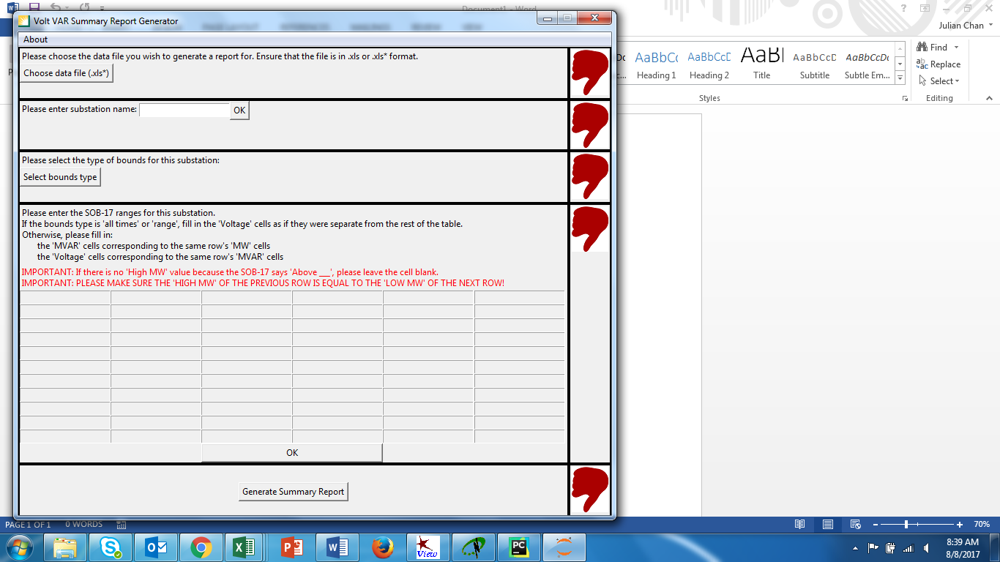 Document1 - Word
Volt VAR Summary Report Generator
Julian Chan
About
Please choose the data file you wish to generate a report for. Ensure that the file is in .xls or .xls* format.
Choose data file (.xls*)
Please enter substation name:
OK
Please select the type of bounds for this substation:
Select bounds type
Please enter the SOB-17 ranges for this substation.
If the bounds type is 'all times' or 'range', fill in the 'Voltage' cells as if they were separate from the rest of the table.
Otherwise, please fill in:
the 'MVAR' cells corresponding to the same row's 'MW' cells
the 'Voltage' cells corresponding to the same row's 'MVAR' cells
IMPORTANT: If there is no 'High MW' value because the SOB-17 says 'Above ___', please leave the cell blank.
IMPORTANT: PLEASE MAKE SURE THE 'HIGH MW' OF THE PREVIOUS ROW IS EQUAL TO THE 'LOW MW' OF THE NEXT ROW!
OK
Generate Summary Report
AaBbCc AaBbCcD AaBl AaBbCcD AaBbCcDc
Heading 1 Heading 2 Title Subtitle Subtle Em...
Styles
Find
Replace
Select
Editing
PAGE 1 OF 1 0 WORDS
70%
View
PC
8:39 AM
8/8/2017